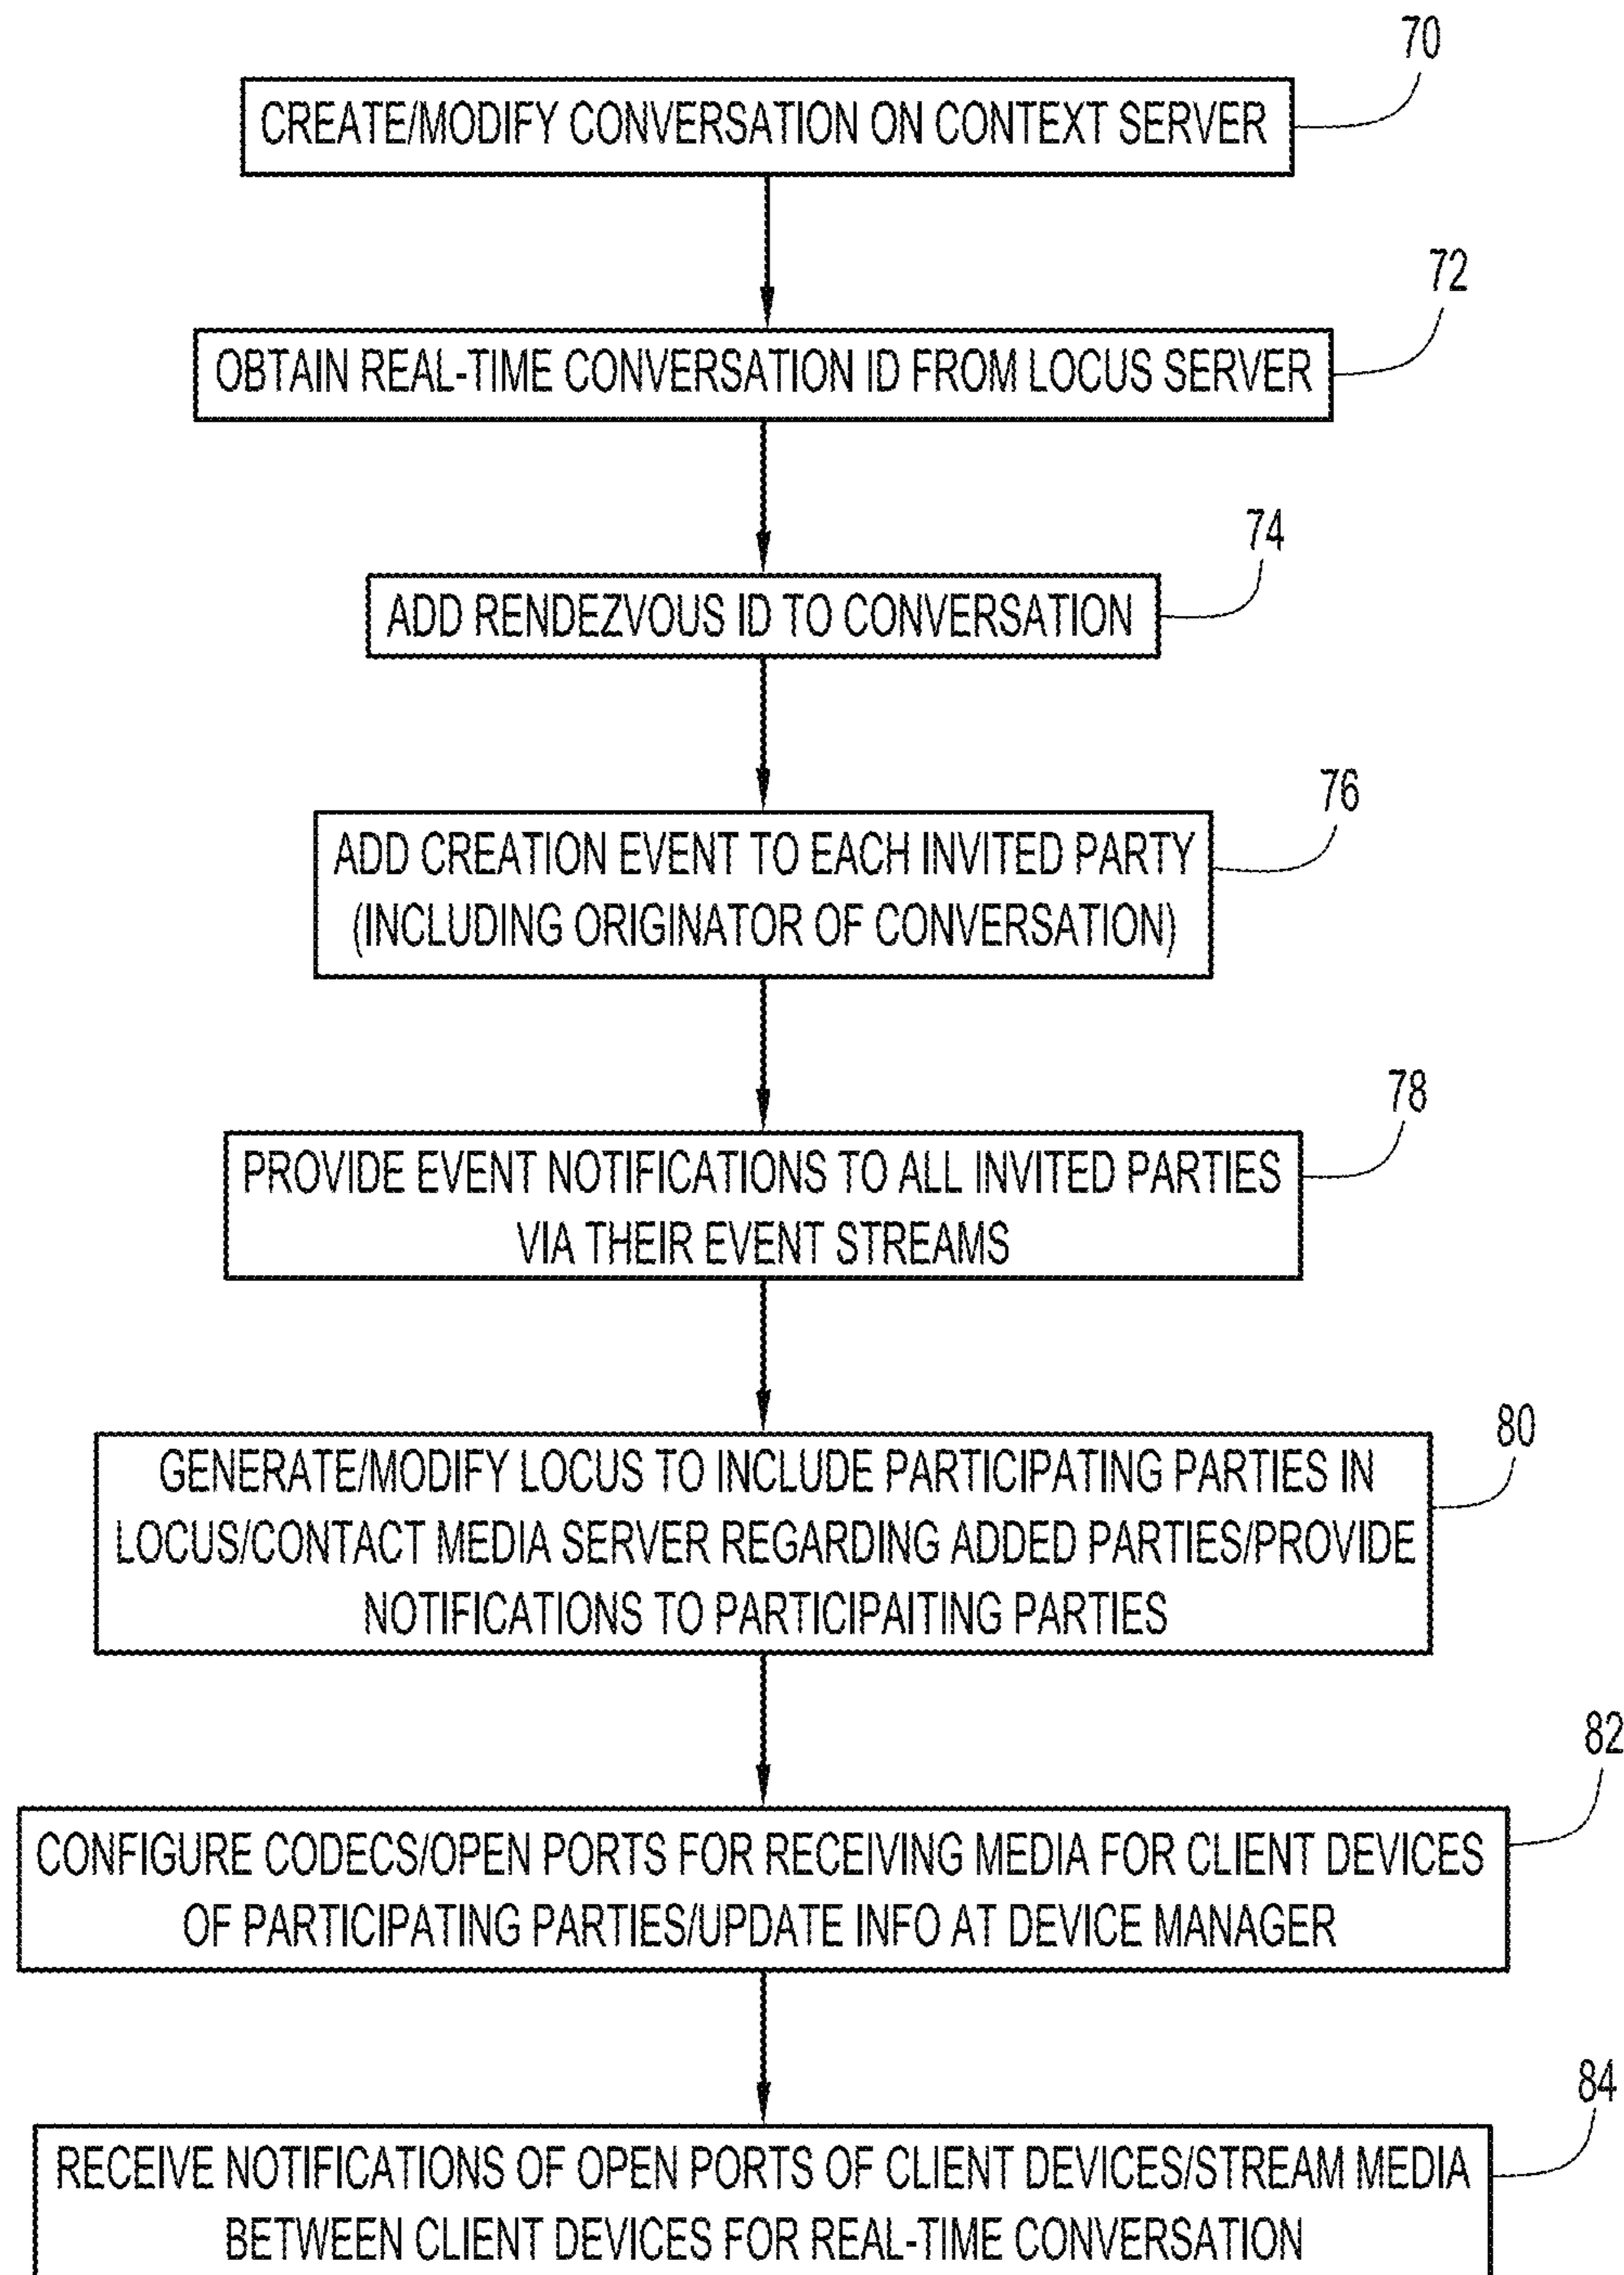 70
CREATE/MODIFY CONVERSATION ON CONTEXT SERVER
72
OBTAIN REAL-TIME CONVERSATION ID FROM LOCUS SERVER
74
ADD RENDEZVOUS ID TO CONVERSATION
76
ADD CREATION EVENT TO EACH INVITED PARTY
(INCLUDING ORIGINATOR OF CONVERSATION)
78
PROVIDE EVENT NOTIFICATIONS TO ALL INVITED PARTIES
VIA THEIR EVENT STREAMS
80
GENERATE/MODIFY LOCUS TO INCLUDE PARTICIPATING PARTIES IN
LOCUS/CONTACT MEDIA SERVER REGARDING ADDED PARTIES/PROVIDE
NOTIFICATIONS TO PARTICIPAITING PARTIES
82
CONFIGURE CODECS/OPEN PORTS FOR RECEIVING MEDIA FOR CLIENT DEVICES
OF PARTICIPATING PARTIES/UPDATE INFO AT DEVICE MANAGER
84
RECEIVE NOTIFICATIONS OF OPEN PORTS OF CLIENT DEVICES/STREAM MEDIA
BETWEEN CLIENT DEVICES FOR REAL-TIME CONVERSATION